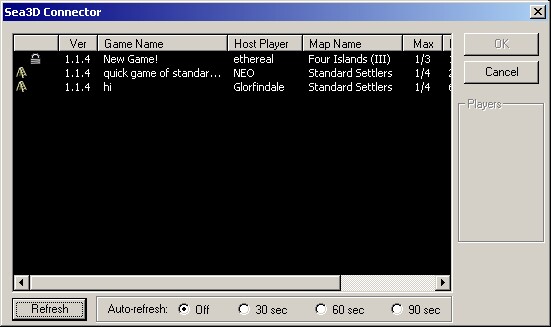 Sea3D Connector
Ver Game Name Host Player Map Name Max
1.1.4 New Game! ethereal Four Islands (III) 1/3
1.1.4 quick game of standar... NEO Standard Settlers 1/4
1.1.4 hi Glorfindale Standard Settlers 1/4
OK
Cancel
Players
Refresh Auto-refresh: Off 30 sec 60 sec 90 sec